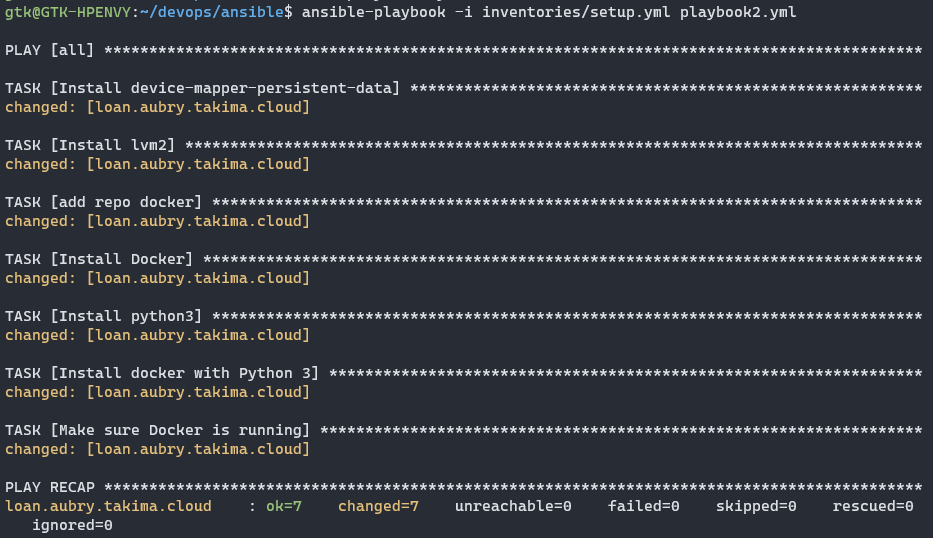 gtk@GTK-HPENVY:~/devops/ansible$ ansible-playbook -i inventories/setup.yml playbook2.yml
PLAY [all] *******************************************************************************************
TASK [Install device-mapper-persistent-data] *********************************************************
changed: [loan.aubry.takima.cloud]
TASK [Install lvm2] **********************************************************************************
changed: [loan.aubry.takima.cloud]
TASK [add repo docker] *******************************************************************************
changed: [loan.aubry.takima.cloud]
TASK [Install Docker] ********************************************************************************
changed: [loan.aubry.takima.cloud]
TASK [Install python3] *******************************************************************************
changed: [loan.aubry.takima.cloud]
TASK [Install docker with Python 3] ******************************************************************
changed: [loan.aubry.takima.cloud]
TASK [Make sure Docker is running] *******************************************************************
changed: [loan.aubry.takima.cloud]
PLAY RECAP *******************************************************************************************
loan.aubry.takima.cloud    : ok=7    changed=7    unreachable=0    failed=0    skipped=0    rescued=0
   ignored=0